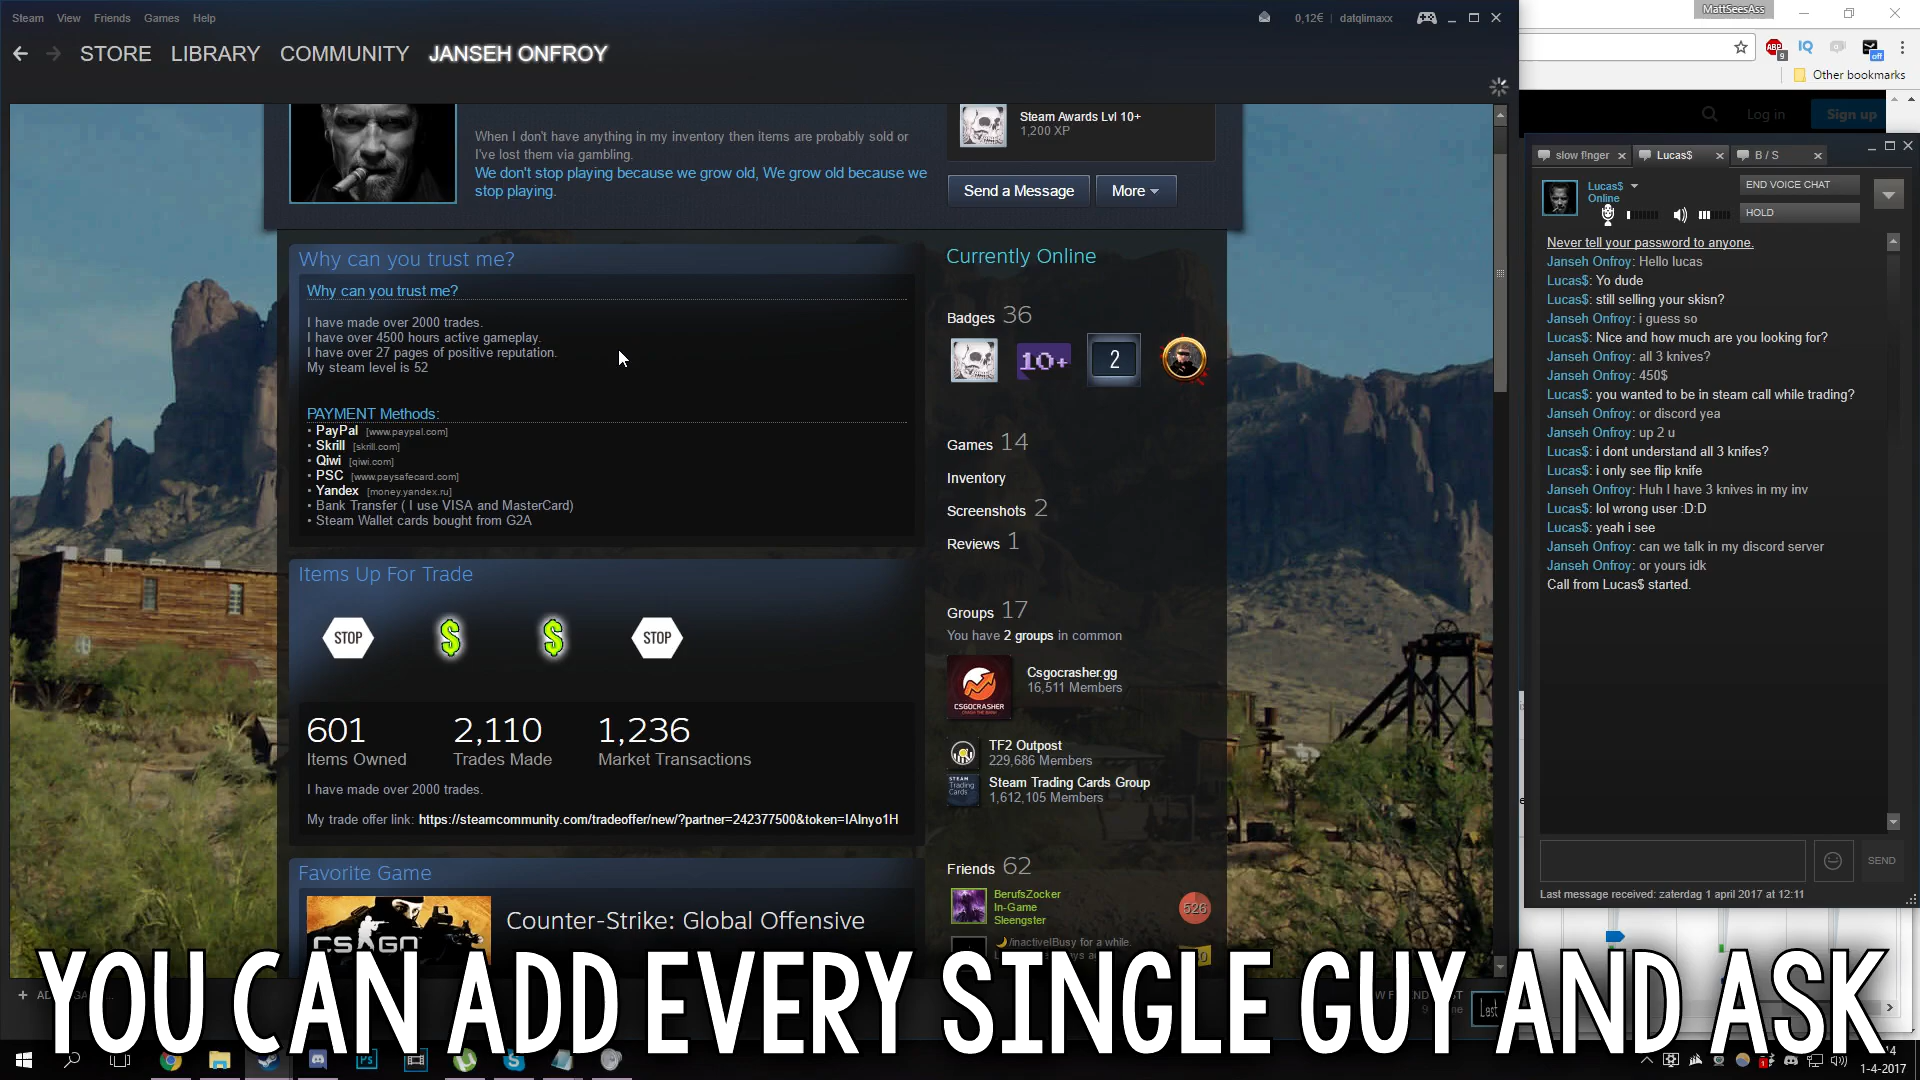 Steam View Friends Games Help
0,12€ datqlimaxx
MattSeesAss
STORE LIBRARY COMMUNITY JANSEH ONFROY
ABP
9
IQ
off
Other bookmarks
Log in Sign up
When I don't have anything in my inventory then items are probably sold or
I've lost them via gambling.
We don't stop playing because we grow old, We grow old because we
stop playing.
Steam Awards Lvl 10+
1,200 XP
Send a Message More
Why can you trust me?
Why can you trust me?
I have made over 2000 trades.
I have over 4500 hours active gameplay.
I have over 27 pages of positive reputation.
My steam level is 52
PAYMENT Methods:
• PayPal [www.paypal.com]
• Skrill [skrill.com]
• Qiwi [qiwi.com]
• PSC [www.paysafecard.com]
• Yandex [money.yandex.ru]
• Bank Transfer ( I use VISA and MasterCard)
• Steam Wallet cards bought from G2A
Items Up For Trade
STOP $ $ STOP
601 2,110 1,236
Items Owned Trades Made Market Transactions
I have made over 2000 trades.
My trade offer link: https://steamcommunity.com/tradeoffer/new/?partner=242377500&token=IAlnyo1H
Favorite Game
Counter-Strike: Global Offensive
CS GO
Currently Online
Badges 36
10+ 2
Games 14
Inventory
Screenshots 2
Reviews 1
Groups 17
You have 2 groups in common
CSGOCRASHER
Csgocrasher.gg
16,511 Members
TF2 Outpost
229,686 Members
STEAM
Trading
Cards
Steam Trading Cards Group
1,612,105 Members
Friends 62
BerufsZocker
In-Game
Sleengster
526
/inactive|Busy for a while.
slow f!nger Lucas$ B / S
Lucas$
Online
END VOICE CHAT
HOLD
Never tell your password to anyone.
Janseh Onfroy: Hello lucas
Lucas$: Yo dude
Lucas$: still selling your skisn?
Janseh Onfroy: i guess so
Lucas$: Nice and how much are you looking for?
Janseh Onfroy: all 3 knives?
Janseh Onfroy: 450$
Lucas$: you wanted to be in steam call while trading?
Janseh Onfroy: or discord yea
Janseh Onfroy: up 2 u
Lucas$: i dont understand all 3 knifes?
Lucas$: i only see flip knife
Janseh Onfroy: Huh I have 3 knives in my inv
Lucas$: lol wrong user :D:D
Lucas$: yeah i see
Janseh Onfroy: can we talk in my discord server
Janseh Onfroy: or yours idk
Call from Lucas$ started.
SEND
Last message received: zaterdag 1 april 2017 at 12:11
YOU CAN ADD EVERY SINGLE GUY AND ASK
Ps
1-4-2017